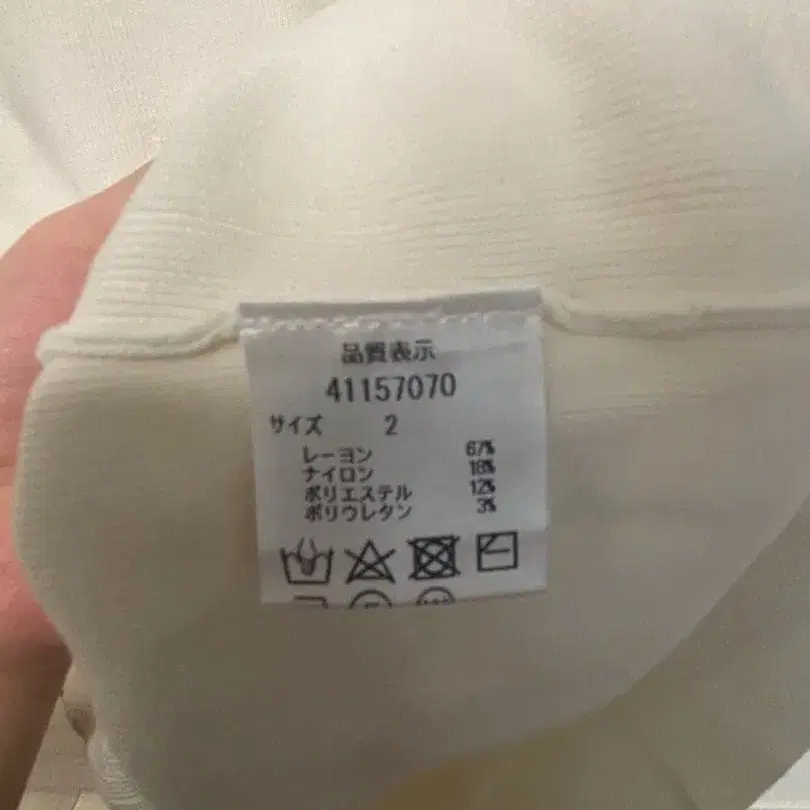 品質表示
41157070
サイズ 2
レーヨン 67%
ナイロン 18%
ポリエステル 12%
ポリウレタン 3%